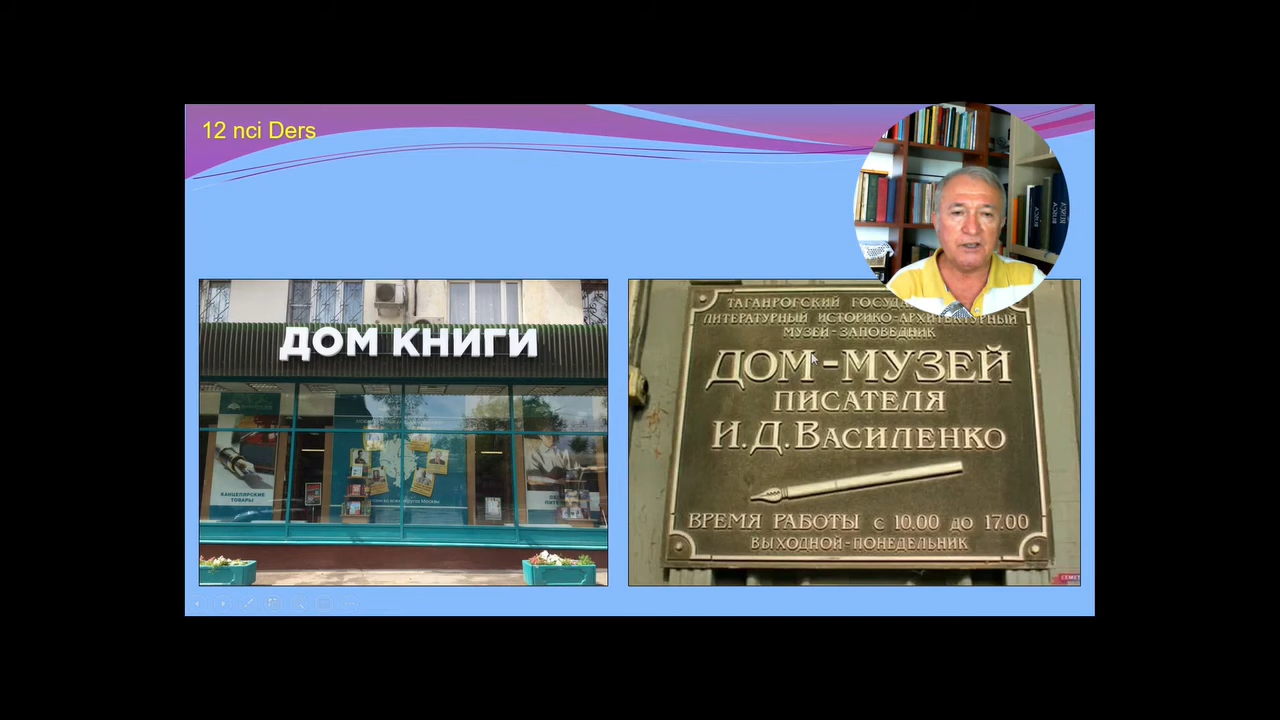 12 nci Ders
ДОМ КНИГИ
КАНЦЕЛЯРСКИЕ
ТОВАРЫ
ТАГАНРОГСКИЙ
ЛИТЕРАТУРНЫЙ ИСТОРИКО-АРХИТЕКТУРНЫЙ
МУЗЕЙ-ЗАПОВЕДНИК
ДОМ-МУЗЕЙ
ПИСАТЕЛЯ
И.Д.ВАСИЛЕНКО
ВРЕМЯ РАБОТЫ с 10.00 до 17.00
ВЫХОДНОЙ-ПОНЕДЕЛЬНИК